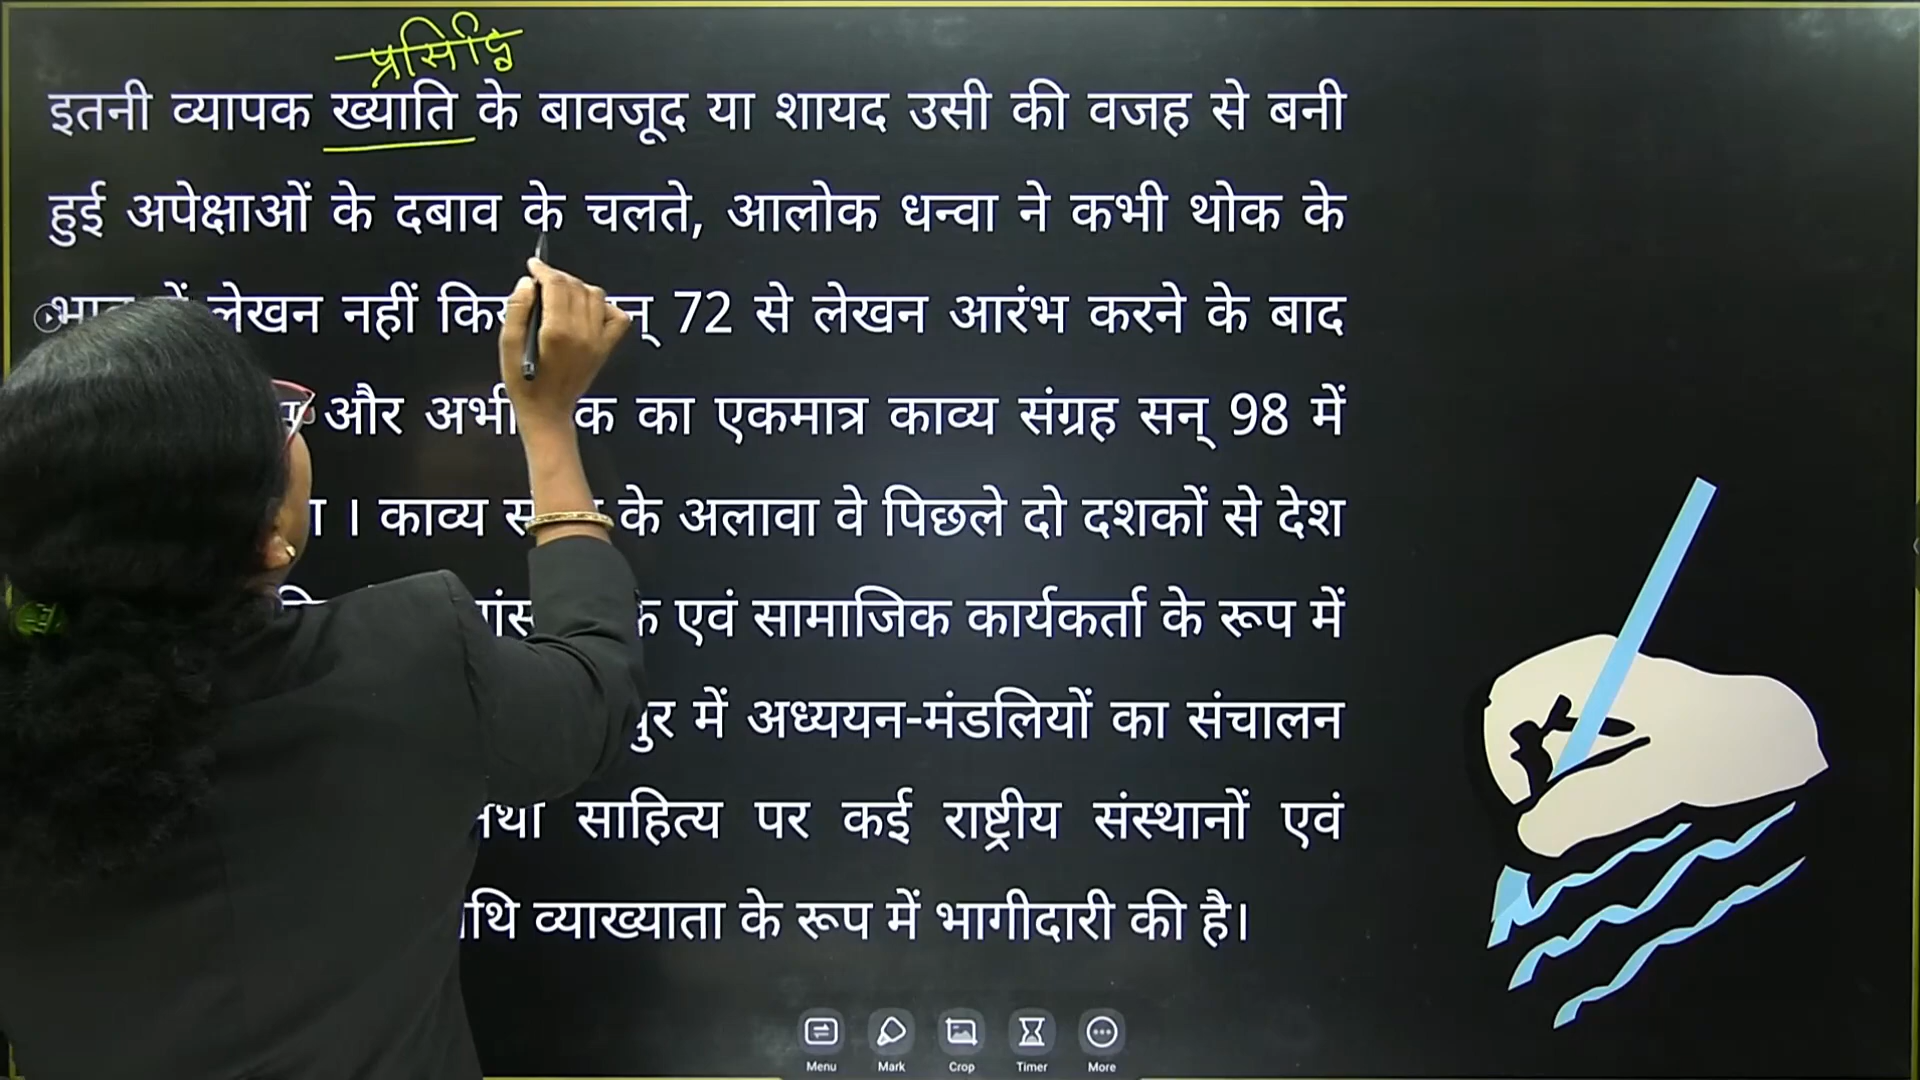 प्रसिद्धि
इतनी व्यापक ख्याति के बावजूद या शायद उसी की वजह से बनी
हुई अपेक्षाओं के दबाव के चलते, आलोक धन्वा ने कभी थोक के
लेखन नहीं 72 से लेखन आरंभ करने के बाद
और का एकमात्र काव्य संग्रह सन् 98 में
। काव्य के अलावा वे पिछले दो दशकों से देश
एवं सामाजिक कार्यकर्ता के रूप में
में अध्ययन-मंडलियों का संचालन
साहित्य पर कई राष्ट्रीय संस्थानों एवं
व्याख्याता के रूप में भागीदारी की है।
Menu Mark Crop Timer More